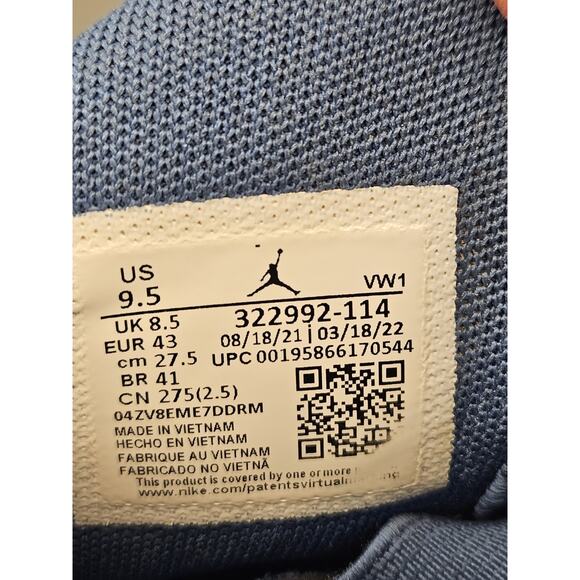 US
9.5
VW1
UK 8.5
322992-114
EUR 43
08/18/21 | 03/18/22
cm 27.5
UPC 00195866170544
BR 41
CN 275(2.5)
04ZV8EME7DDRM
MADE IN VIETNAM
HECHO EN VIETNAM
FABRIQUE AU VIETNAM
FABRICADO NO VIETNÃ
This product is covered by one or more
www.nike.com/patentsvirtualmarking